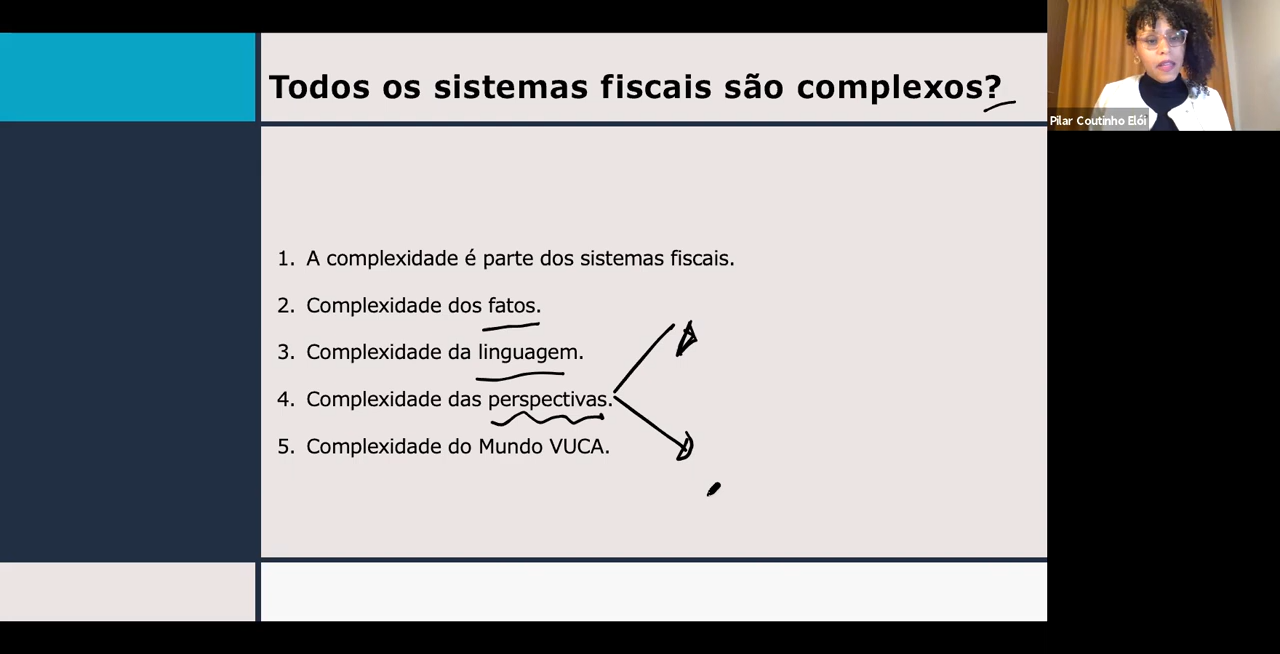 Todos os sistemas fiscais são complexos?
Pilar Coutinho Elói
1. A complexidade é parte dos sistemas fiscais.
2. Complexidade dos fatos.
3. Complexidade da linguagem.
4. Complexidade das perspectivas.
5. Complexidade do Mundo VUCA.